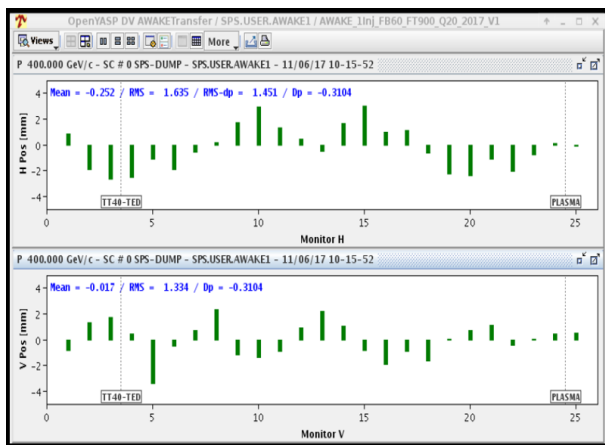 OpenYASP DV AWAKETransfer / SPS.USER.AWAKE1 / AWAKE_1Inj_FB60_FT900_Q20_2017_V1
Views More
P 400.000 GeV/c - SC # 0 SPS-DUMP - SPS.USER.AWAKE1 - 11/06/17 10-15-52
Mean = -0.252 / RMS = 1.635 / RMS-dp = 1.451 / Dp = -0.3104
H Pos [mm]
4
2
0
-2
-4
TT40-TED PLASMA
0 5 10 15 20 25
Monitor H
P 400.000 GeV/c - SC # 0 SPS-DUMP - SPS.USER.AWAKE1 - 11/06/17 10-15-52
Mean = -0.017 / RMS = 1.334 / Dp = -0.3104
V Pos [mm]
4
2
0
-2
-4
TT40-TED PLASMA
0 5 10 15 20 25
Monitor V